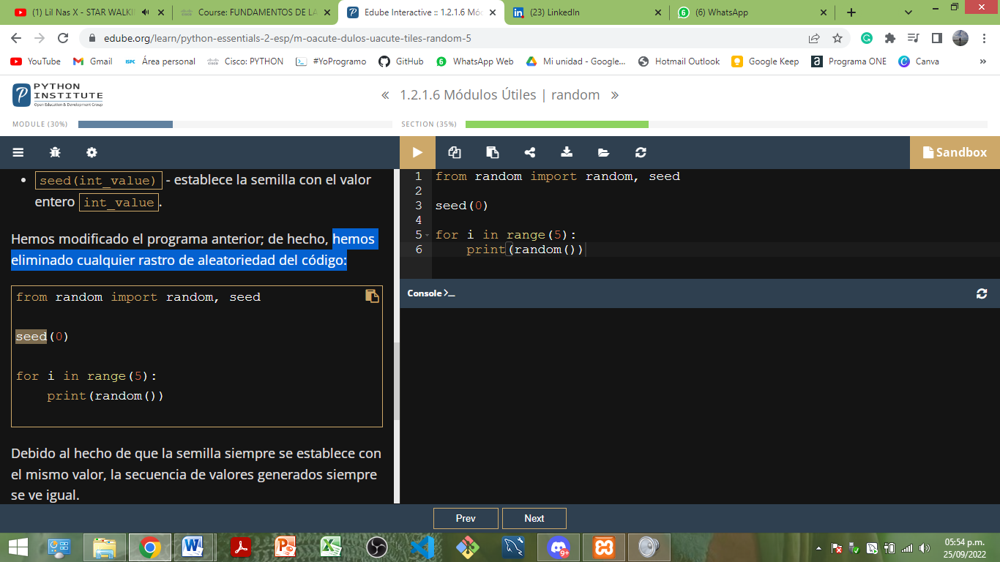 (1) Lil Nas X - STAR WALKI
Course: FUNDAMENTOS DE LA
Edube Interactive :: 1.2.1.6 Mó
(23) LinkedIn
(6) WhatsApp
edube.org/learn/python-essentials-2-esp/m-oacute-dulos-uacute-tiles-random-5
YouTube
Gmail
ISPC
Área personal
Cisco: PYTHON
#YoProgramo
GitHub
WhatsApp Web
Mi unidad - Google...
Hotmail Outlook
Google Keep
Programa ONE
Canva
»
PYTHON
INSTITUTE
Open Education & Development Group
« 1.2.1.6 Módulos Útiles | random »
MODULE (30%)
SECTION (35%)
Sandbox
• seed(int_value) - establece la semilla con el valor
entero int_value.
Hemos modificado el programa anterior; de hecho, hemos
eliminado cualquier rastro de aleatoriedad del código:
from random import random, seed
seed(0)
for i in range(5):
    print(random())
Debido al hecho de que la semilla siempre se establece con
el mismo valor, la secuencia de valores generados siempre
se ve igual.
1 from random import random, seed
2
3 seed(0)
4
5 for i in range(5):
6     print(random())
Console >_
Prev
Next
9+
05:54 p.m.
25/09/2022